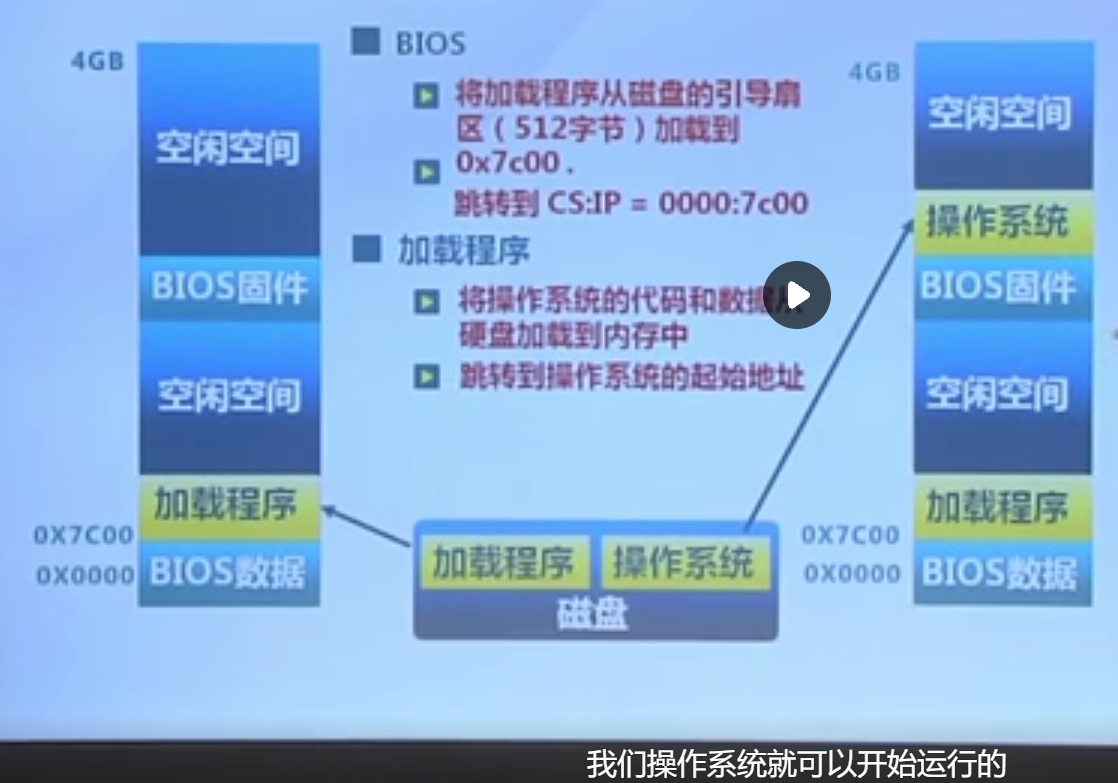 4GB
空闲空间
BIOS固件
空闲空间
加载程序
0X7C00
0X0000
BIOS数据
BIOS
将加载程序从磁盘的引导扇
区（512字节）加载到
0x7c00 .
跳转到 CS:IP = 0000:7c00
加载程序
将操作系统的代码和数据从
硬盘加载到内存中
跳转到操作系统的起始地址
加载程序
操作系统
磁盘
4GB
空闲空间
操作系统
BIOS固件
空闲空间
加载程序
0X7C00
0X0000
BIOS数据
我们操作系统就可以开始运行的